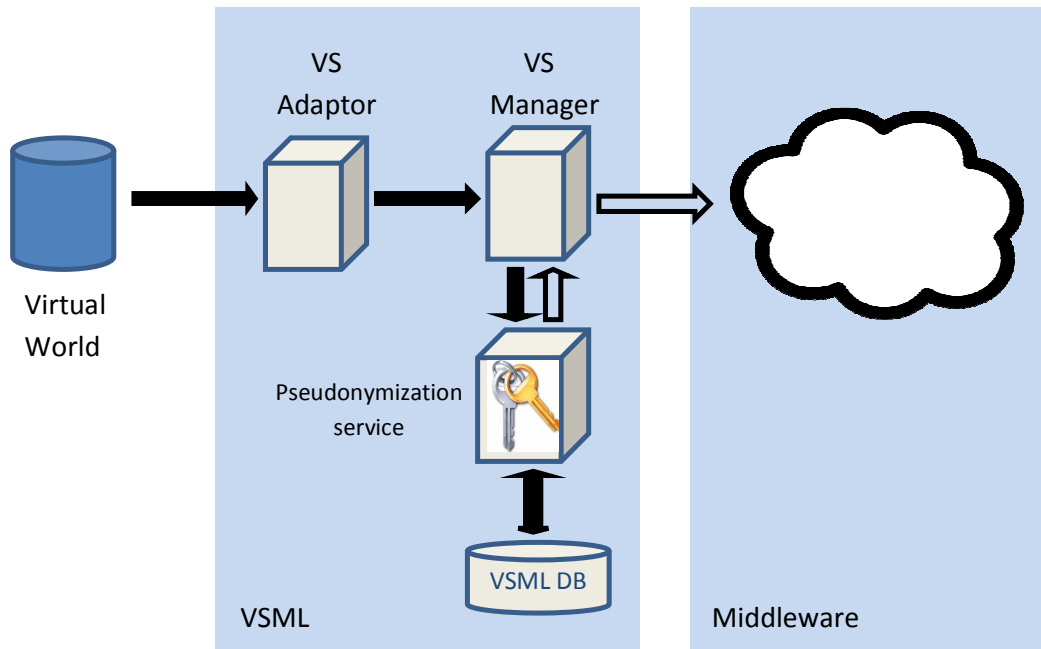 VS
Adaptor
VS
Manager
Virtual
World
Pseudonymization
service
VSML DB
VSML
Middleware